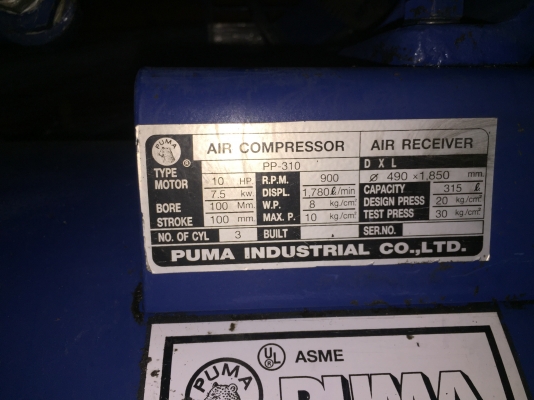 PUMA ®
AIR COMPRESSOR AIR RECEIVER
TYPE PP-310 D X L
MOTOR 10 HP R.P.M. 900 Ø 490 × 1,850 mm.
7.5 kw. DISPL. 1,780 ℓ/min CAPACITY 315 ℓ
BORE 100 Mm. W.P. 8 kg/cm² DESIGN PRESS 20 kg/cm²
STROKE 100 mm. MAX. P. 10 kg/cm² TEST PRESS 30 kg/cm²
NO. OF CYL 3 BUILT SER.NO.
PUMA INDUSTRIAL CO.,LTD.
UL ® ASME
PUMA PUMA